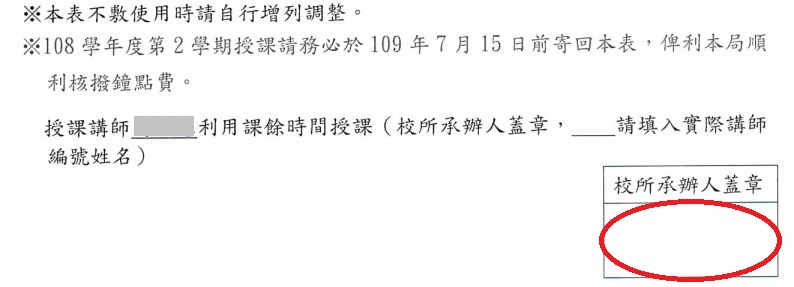 ※本表不敷使用時請自行增列調整。
※108 學年度第 2 學期授課請務必於 109 年 7 月 15 日前寄回本表，俾利本局順
利核撥鐘點費。
授課講師____利用課餘時間授課（校所承辦人蓋章，____請填入實際講師
編號姓名）
校所承辦人蓋章